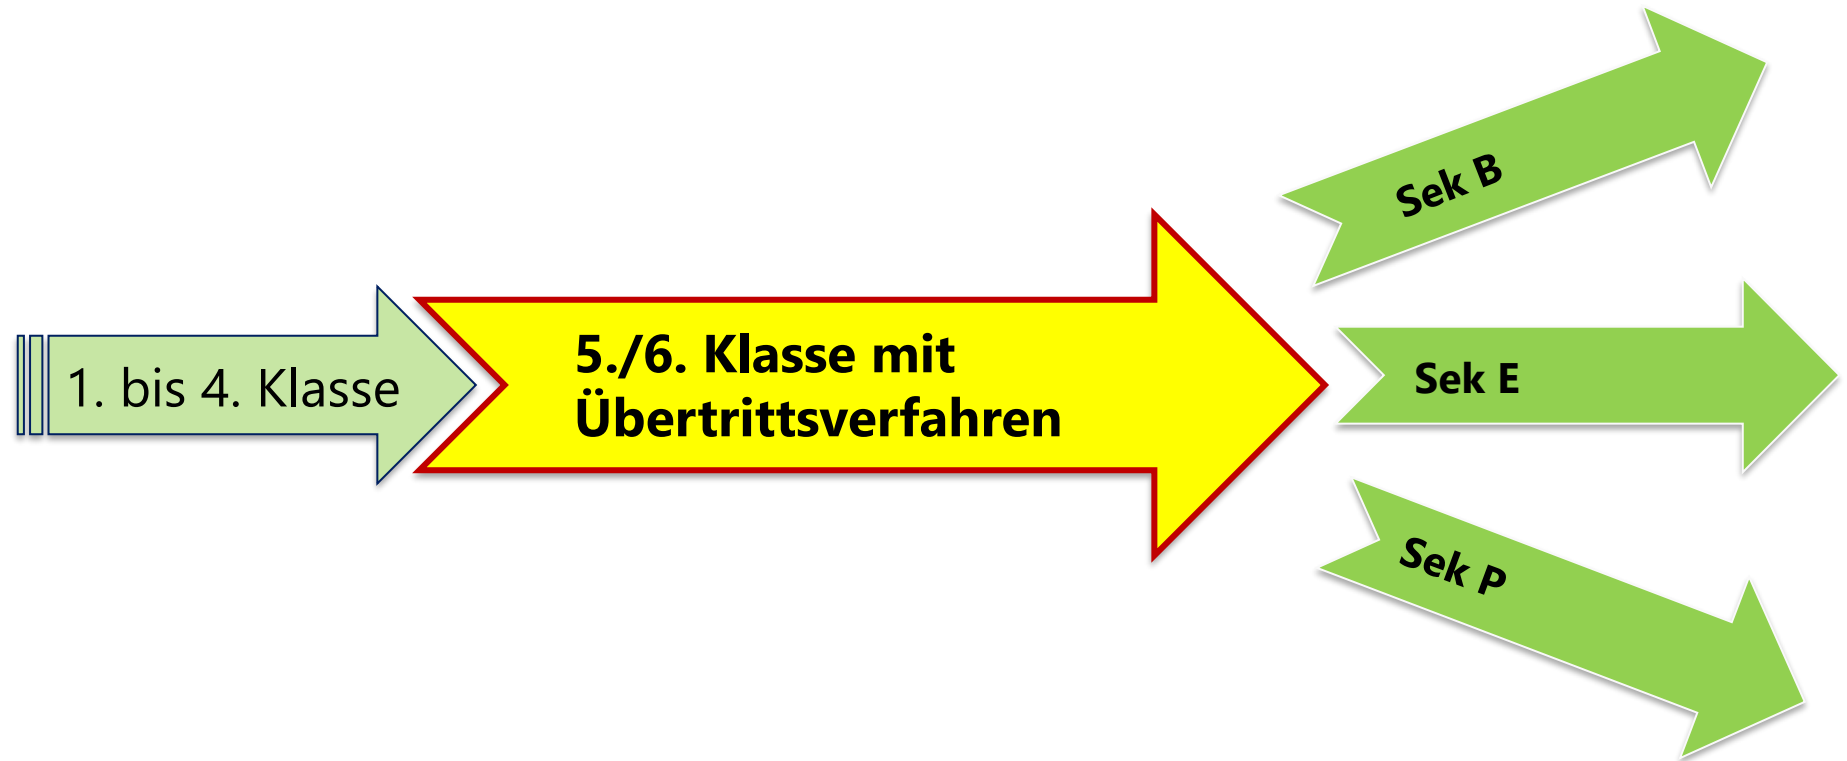 1. bis 4. Klasse
5./6. Klasse mit
Übertrittsverfahren
Sek B
Sek E
Sek P